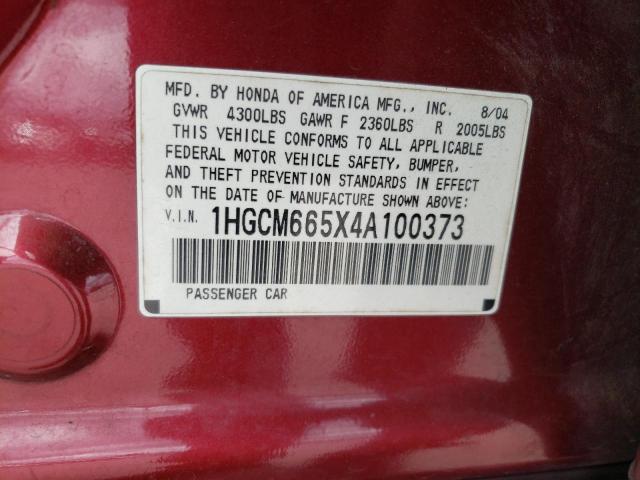 MFD. BY HONDA OF AMERICA MFG., INC. 8/04
GVWR 4300LBS GAWR F 2360LBS R 2005LBS
THIS VEHICLE CONFORMS TO ALL APPLICABLE
FEDERAL MOTOR VEHICLE SAFETY, BUMPER,
AND THEFT PREVENTION STANDARDS IN EFFECT
ON THE DATE OF MANUFACTURE SHOWN ABOVE.
V.I.N. 1HGCM665X4A100373
PASSENGER CAR